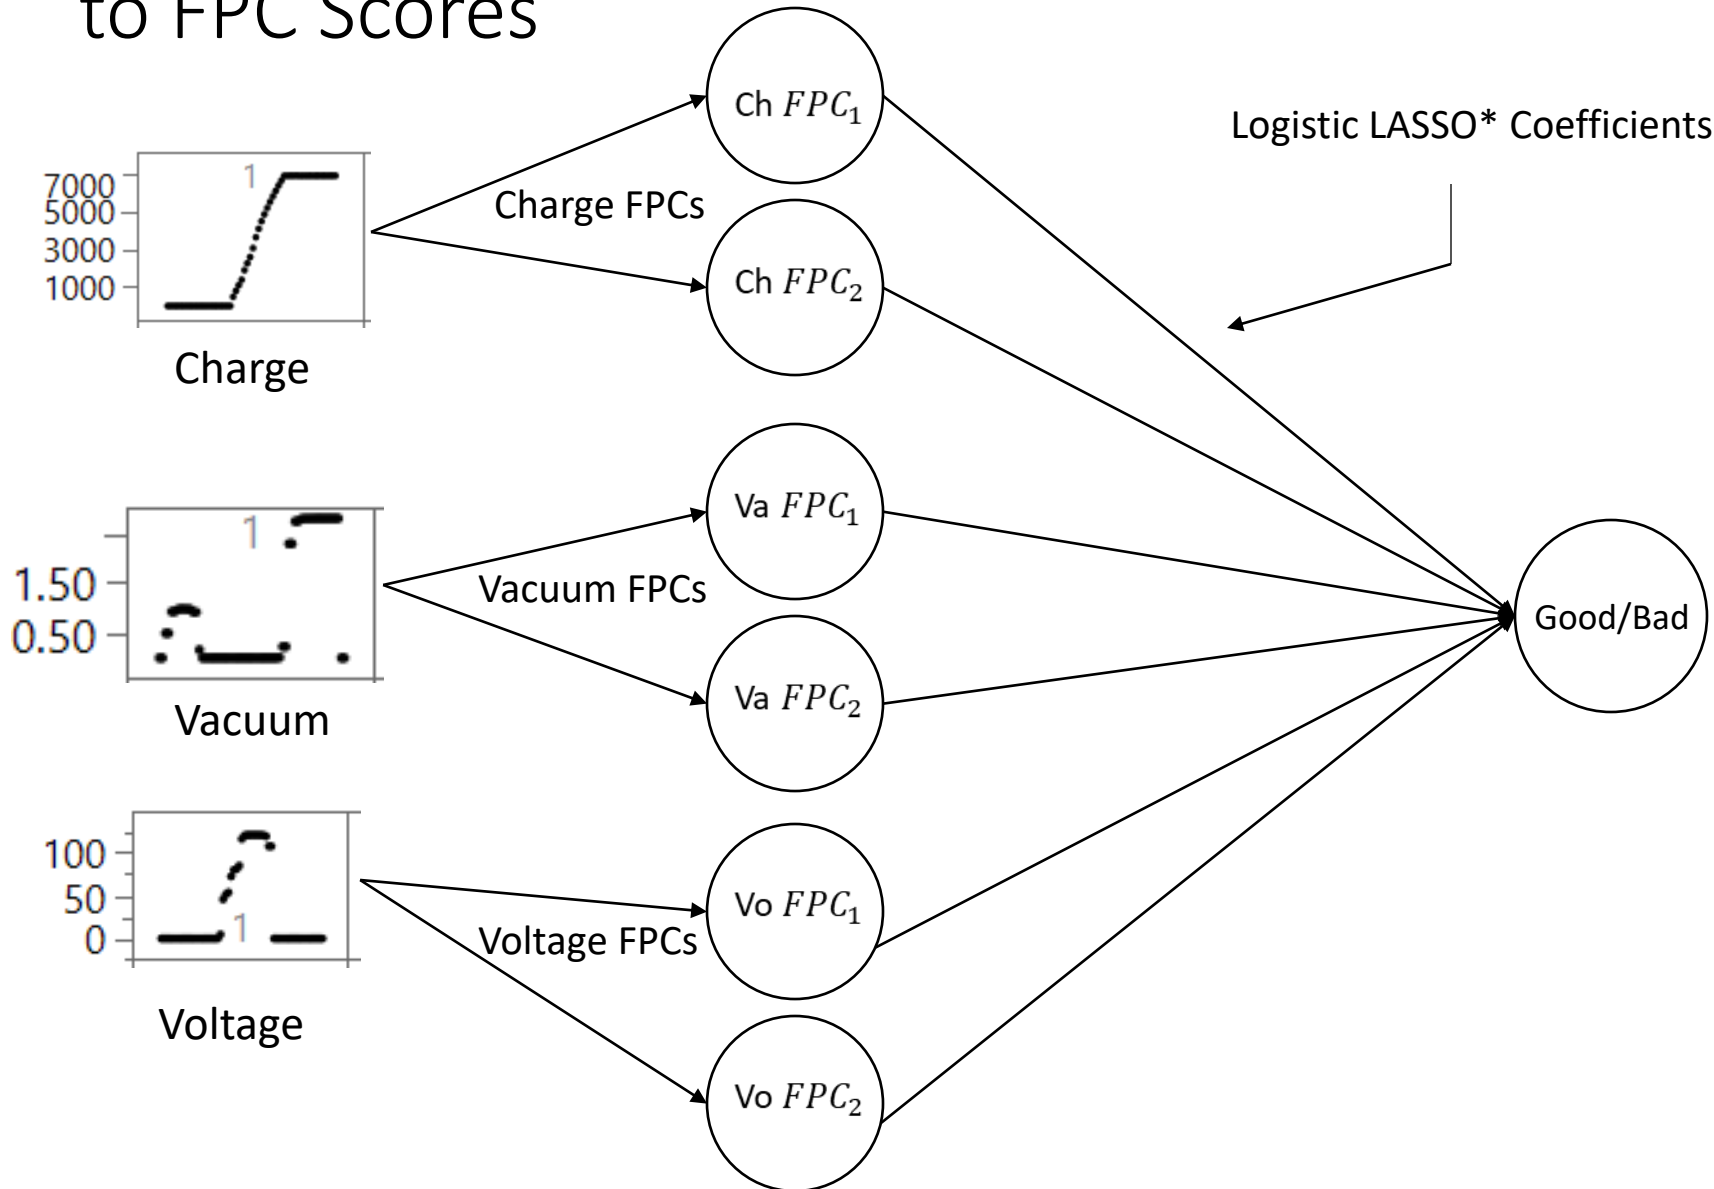 to FPC Scores
Ch FPC₁
Logistic LASSO* Coefficients
1
7000
5000
3000
1000
Charge FPCs
Ch FPC₂
Charge
1
1.50
0.50
Va FPC₁
Vacuum FPCs
Good/Bad
Va FPC₂
Vacuum
100
50
0
1
Vo FPC₁
Voltage FPCs
Voltage
Vo FPC₂